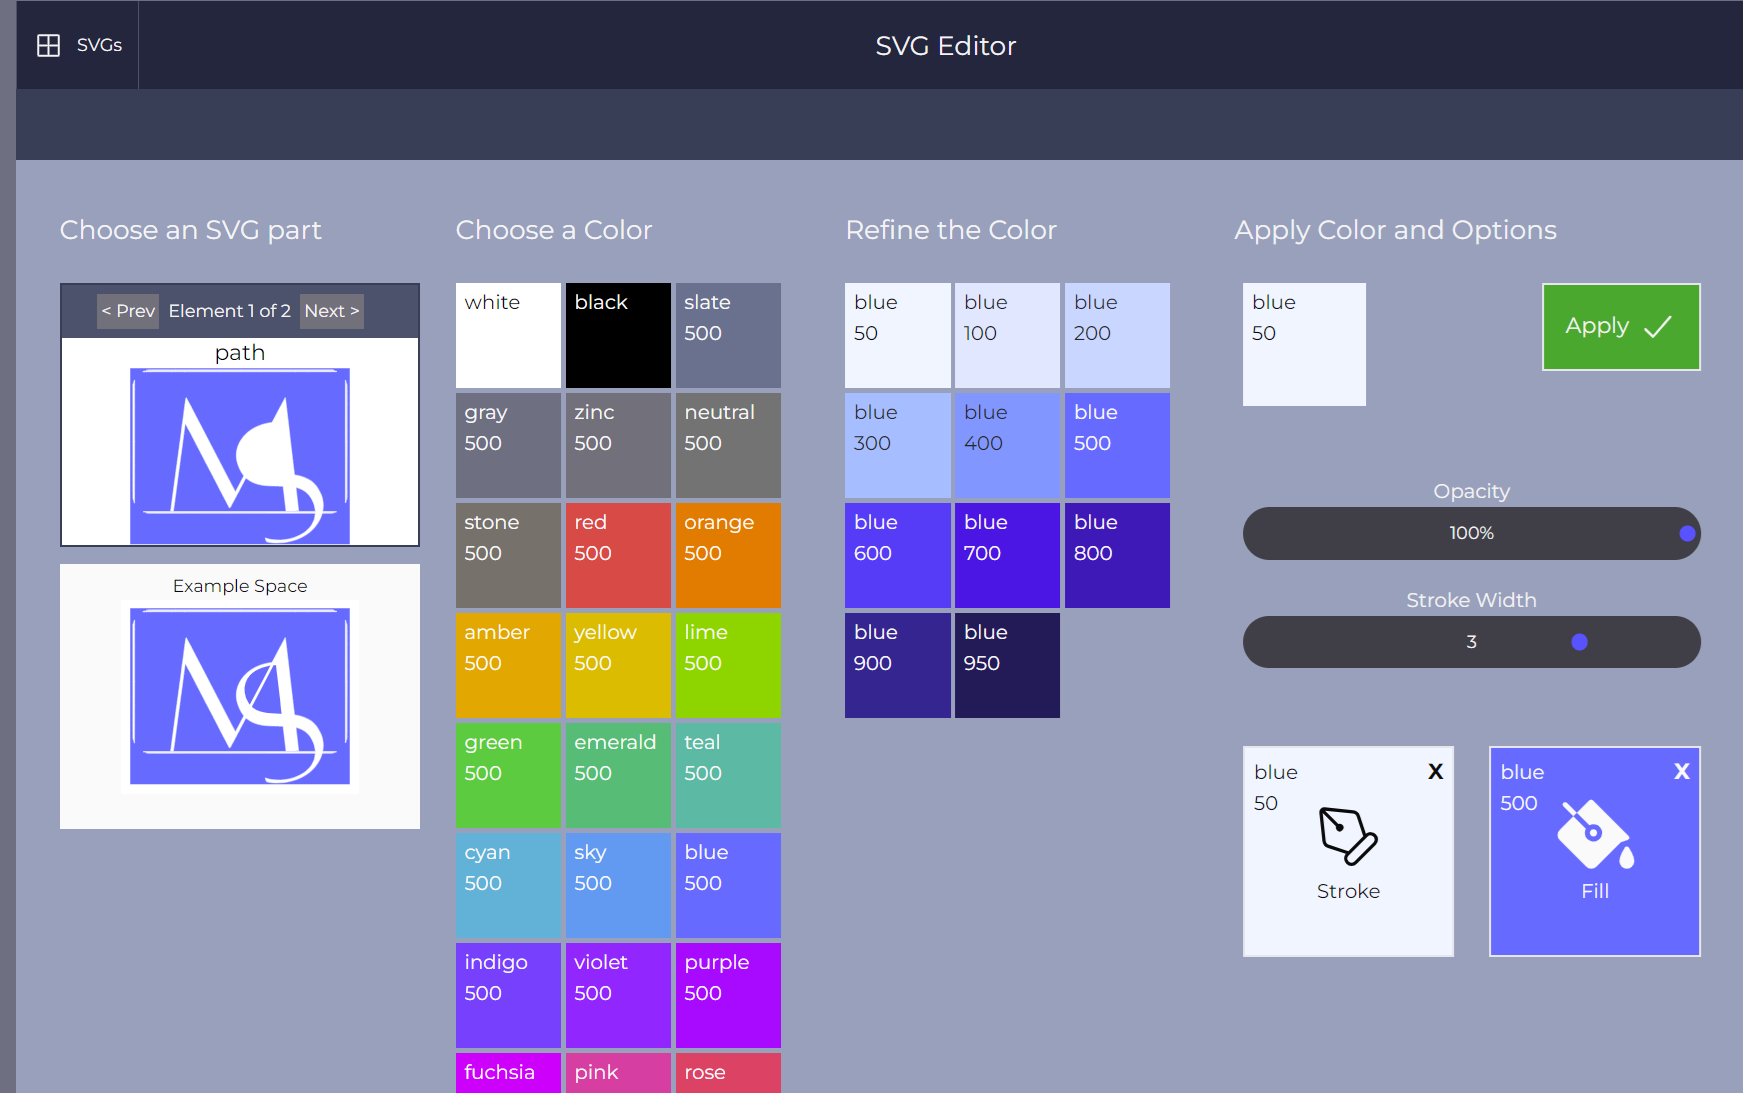 SVGs
SVG Editor
Choose an SVG part
< Prev Element 1 of 2 Next >
path
Example Space
Choose a Color
white
black
slate
500
gray
500
zinc
500
neutral
500
stone
500
red
500
orange
500
amber
500
yellow
500
lime
500
green
500
emerald
500
teal
500
cyan
500
sky
500
blue
500
indigo
500
violet
500
purple
500
fuchsia
pink
rose
Refine the Color
blue
50
blue
100
blue
200
blue
300
blue
400
blue
500
blue
600
blue
700
blue
800
blue
900
blue
950
Apply Color and Options
blue
50
Apply
Opacity
100%
Stroke Width
3
blue
50
X
Stroke
blue
500
X
Fill